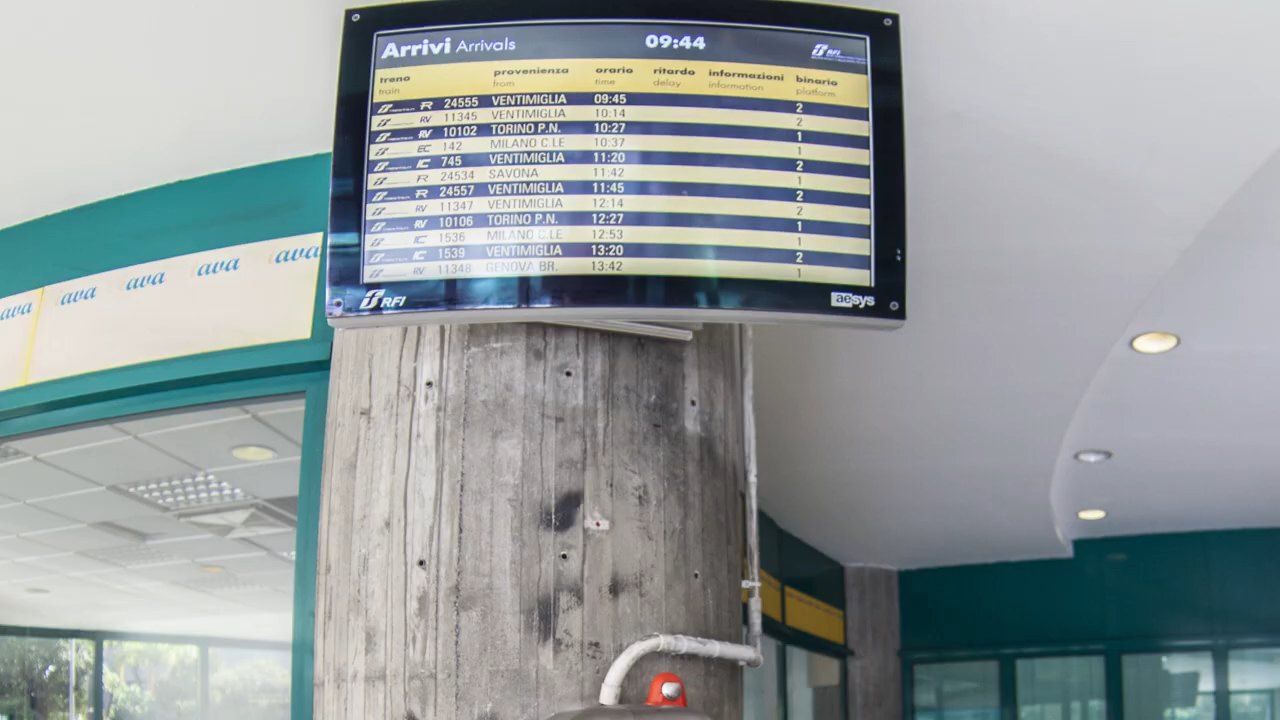 Arrivi Arrivals 09:44 RFI
treno provenienza orario ritardo informazioni binario
train from time delay information platform
R 24555 VENTIMIGLIA 09:45 2
RV 11345 VENTIMIGLIA 10:14 2
RV 10102 TORINO P.N. 10:27 1
EC 142 MILANO C.LE 10:37 1
IC 745 VENTIMIGLIA 11:20 2
R 24534 SAVONA 11:42 1
R 24557 VENTIMIGLIA 11:45 2
RV 11347 VENTIMIGLIA 12:14 2
RV 10106 TORINO P.N. 12:27 1
IC 1536 MILANO C.LE 12:53 1
IC 1539 VENTIMIGLIA 13:20 2
RV 11348 GENOVA BR. 13:42 1
RFI aesys
ava ava ava ava ava